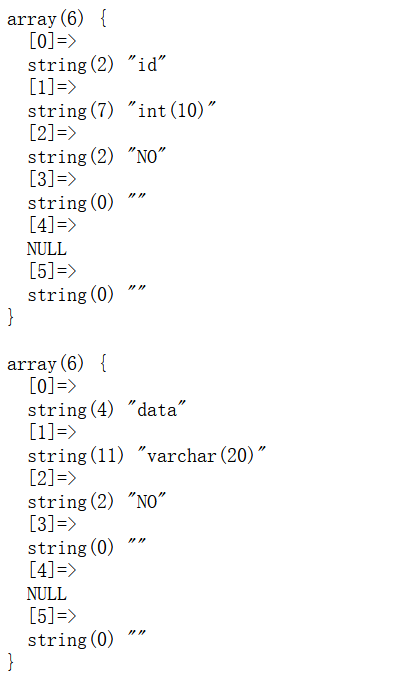 array(6) {
  [0]=>
  string(2) "id"
  [1]=>
  string(7) "int(10)"
  [2]=>
  string(2) "NO"
  [3]=>
  string(0) ""
  [4]=>
  NULL
  [5]=>
  string(0) ""
}

array(6) {
  [0]=>
  string(4) "data"
  [1]=>
  string(11) "varchar(20)"
  [2]=>
  string(2) "NO"
  [3]=>
  string(0) ""
  [4]=>
  NULL
  [5]=>
  string(0) ""
}